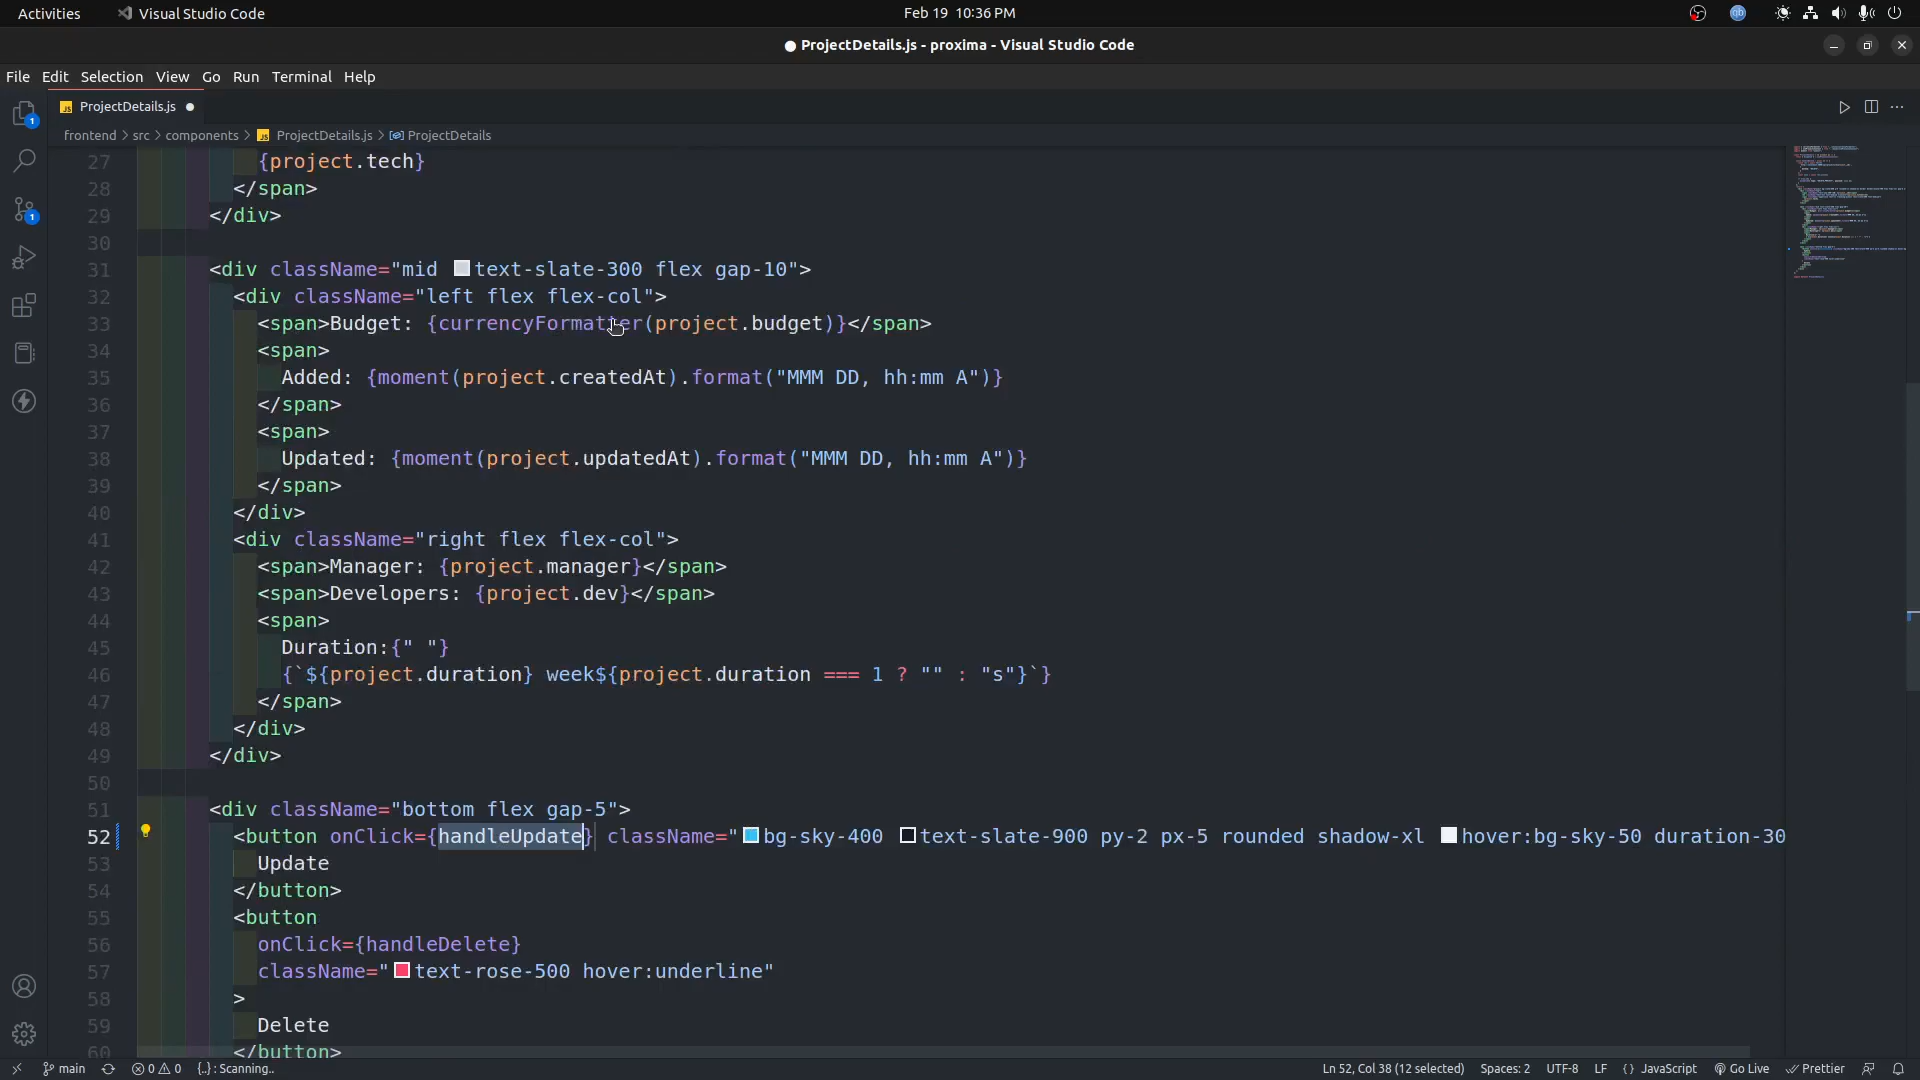 Activities Visual Studio Code Feb 19 10:36 PM
ProjectDetails.js - proxima - Visual Studio Code
File Edit Selection View Go Run Terminal Help
JS ProjectDetails.js
frontend > src > components > JS ProjectDetails.js > ProjectDetails
27 {project.tech}
28 </span>
29 </div>
30
31 <div className="mid text-slate-300 flex gap-10">
32 <div className="left flex flex-col">
33 <span>Budget: {currencyFormatter(project.budget)}</span>
34 <span>
35 Added: {moment(project.createdAt).format("MMM DD, hh:mm A")}
36 </span>
37 <span>
38 Updated: {moment(project.updatedAt).format("MMM DD, hh:mm A")}
39 </span>
40 </div>
41 <div className="right flex flex-col">
42 <span>Manager: {project.manager}</span>
43 <span>Developers: {project.dev}</span>
44 <span>
45 Duration:{" "}
46 {`${project.duration} week${project.duration === 1 ? "" : "s"}`}
47 </span>
48 </div>
49 </div>
50
51 <div className="bottom flex gap-5">
52 <button onClick={handleUpdate} className="bg-sky-400 text-slate-900 py-2 px-5 rounded shadow-xl hover:bg-sky-50 duration-30
53 Update
54 </button>
55 <button
56 onClick={handleDelete}
57 className="text-rose-500 hover:underline"
58 >
59 Delete
60 </button>
main 0 0 {..}: Scanning.. Ln 52, Col 38 (12 selected) Spaces: 2 UTF-8 LF {} JavaScript Go Live Prettier